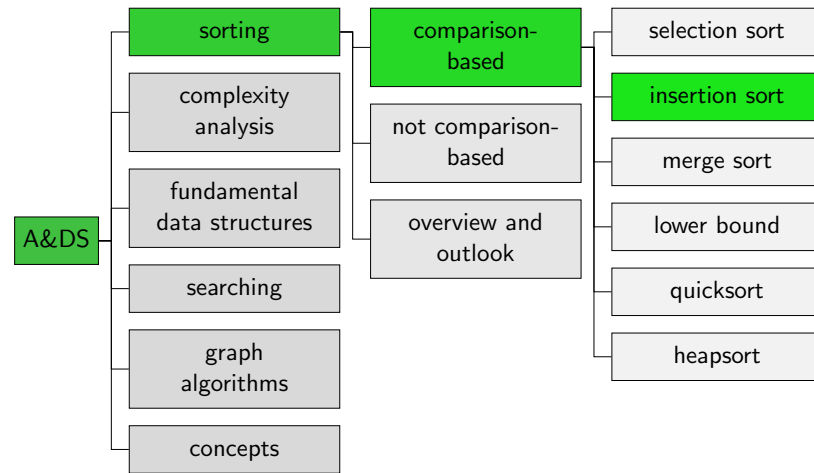 A&DS
sorting
complexity
analysis
fundamental
data structures
searching
graph
algorithms
concepts
comparison-
based
not comparison-
based
overview and
outlook
selection sort
insertion sort
merge sort
lower bound
quicksort
heapsort